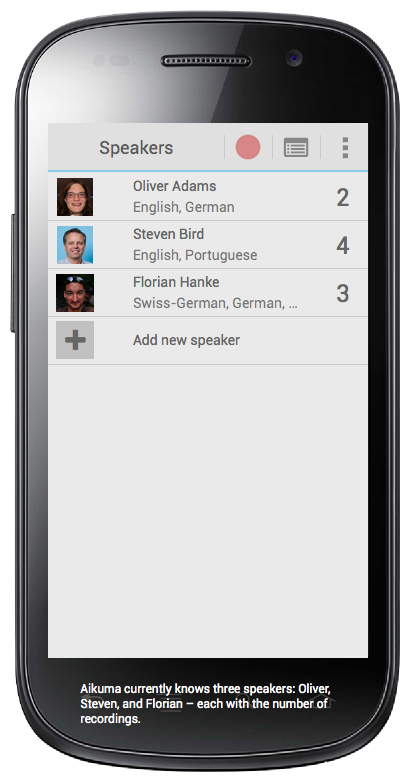 Speakers
Oliver Adams
English, German
2
Steven Bird
English, Portuguese
4
Florian Hanke
Swiss-German, German, ...
3
Add new speaker
Aikuma currently knows three speakers: Oliver,
Steven, and Florian – each with the number of
recordings.